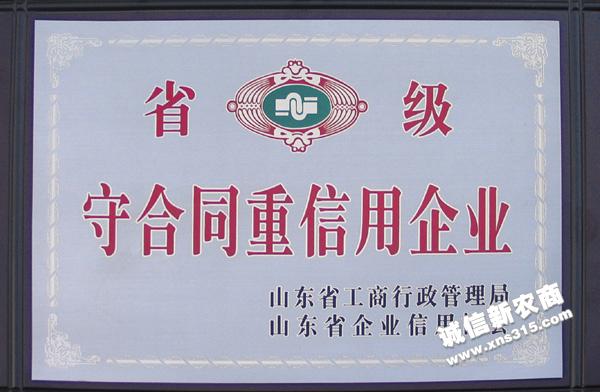 省 级
守合同重信用企业
山东省工商行政管理局
山东省企业信用
诚信新农商
www.xns315.com